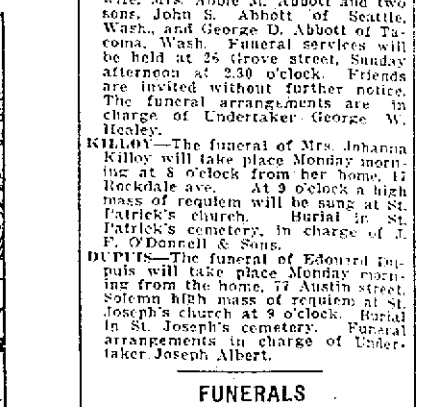 wife, Mrs. Abbie M. Abbott and two
sons, John S. Abbott of Seattle,
Wash., and George D. Abbott of Ta-
coma, Wash. Funeral services will
be held at 26 Grove street, Sunday
afternoon at 2.30 o'clock. Friends
are invited without further notice.
The funeral arrangements are in
charge of Undertaker George W.
Healey.
KILLOY—The funeral of Mrs. Johanna
Killoy will take place Monday morn-
ing at 8 o'clock from her home, 17
Rockdale ave. At 9 o'clock a high
mass of requiem will be sung at St.
Patrick's church. Burial in St.
Patrick's cemetery, in charge of J.
F. O'Donnell & Sons.
DUPUIS—The funeral of Edouard Du-
puis will take place Monday morn-
ing from the home, 77 Austin street.
Solemn high mass of requiem at St.
Joseph's church at 9 o'clock. Burial
in St. Joseph's cemetery. Funeral
arrangements in charge of Under-
taker Joseph Albert.
FUNERALS